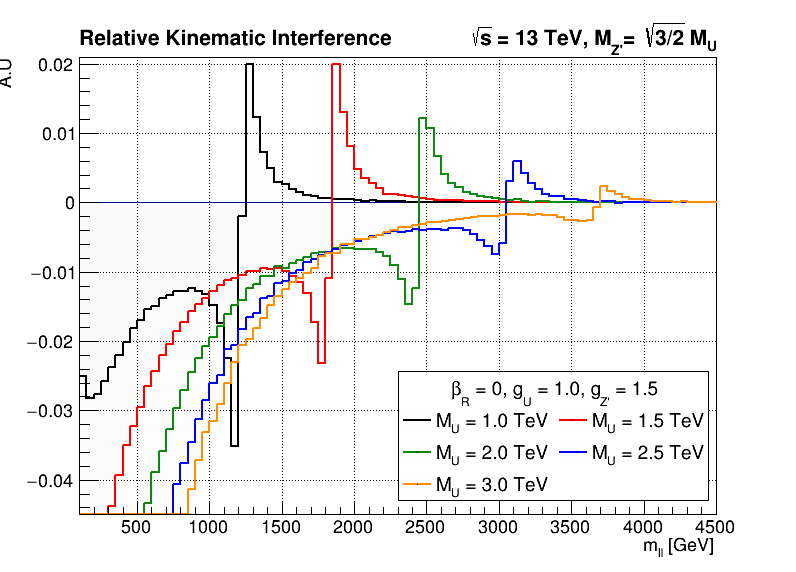 Relative Kinematic Interference
√s = 13 TeV, M_Z'= √3/2 M_U
A.U
0.02
0.01
0
−0.01
−0.02
−0.03
−0.04
β_R = 0, g_U = 1.0, g_Z' = 1.5
M_U = 1.0 TeV M_U = 1.5 TeV
M_U = 2.0 TeV M_U = 2.5 TeV
M_U = 3.0 TeV
500 1000 1500 2000 2500 3000 3500 4000 4500
m_ll [GeV]